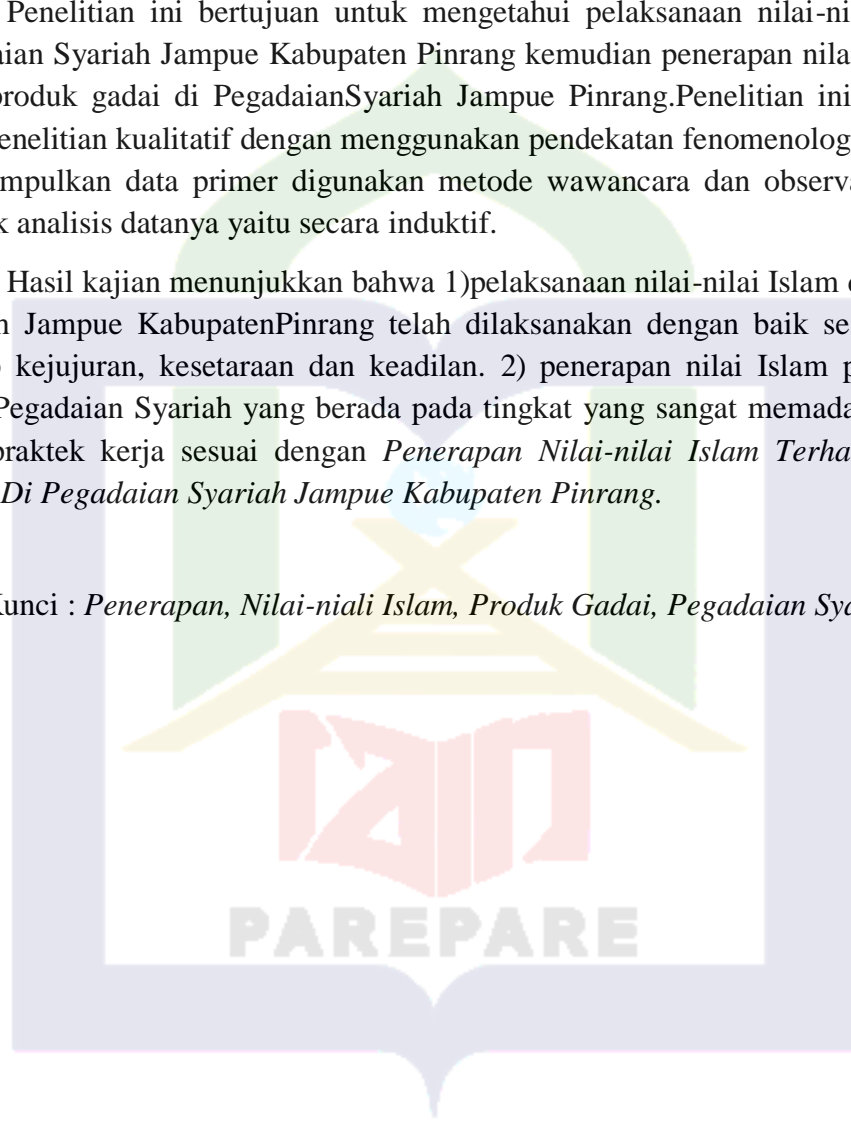 Penelitian ini bertujuan untuk mengetahui pelaksanaan nilai-ni
aian Syariah Jampue Kabupaten Pinrang kemudian penerapan nila
produk gadai di PegadaianSyariah Jampue Pinrang.Penelitian ini
enelitian kualitatif dengan menggunakan pendekatan fenomenolog
mpulkan data primer digunakan metode wawancara dan observa
k analisis datanya yaitu secara induktif.
Hasil kajian menunjukkan bahwa 1)pelaksanaan nilai-nilai Islam
n Jampue KabupatenPinrang telah dilaksanakan dengan baik se
kejujuran, kesetaraan dan keadilan. 2) penerapan nilai Islam p
Pegadaian Syariah yang berada pada tingkat yang sangat memada
praktek kerja sesuai dengan Penerapan Nilai-nilai Islam Terha
Di Pegadaian Syariah Jampue Kabupaten Pinrang.
Kunci : Penerapan, Nilai-niali Islam, Produk Gadai, Pegadaian Sya
iain
PAREPARE